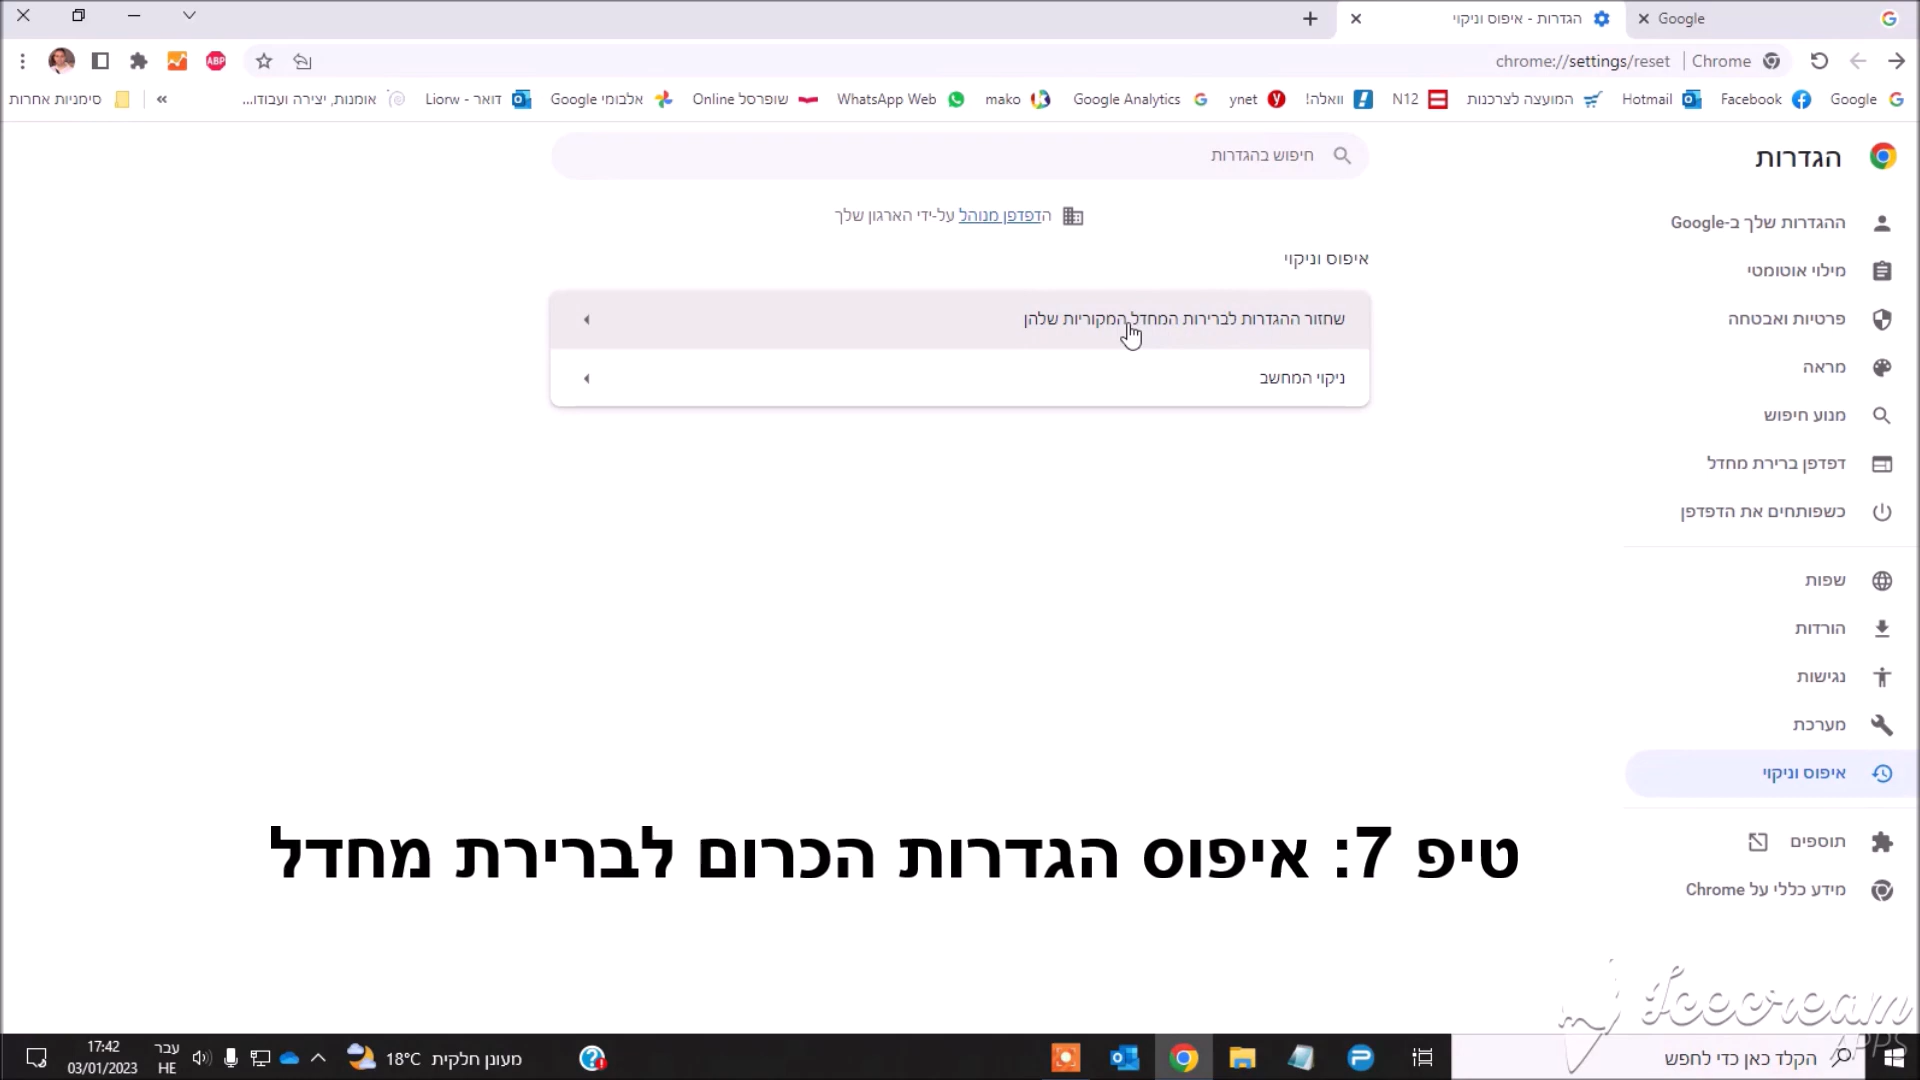 Google
הגדרות - איפוס וניקוי
Chrome | chrome://settings/reset
Google
Facebook
Hotmail
המועצה לצרכנות
N12
וואלה!
ynet
Google Analytics
mako
WhatsApp Web
שופרסל Online
אלבומי Google
דואר - Liorw
אומנות, יצירה ועבודו...
»
סימניות אחרות
ABP
הגדרות
חיפוש בהגדרות
הדפדפן מנוהל על-ידי הארגון שלך
איפוס וניקוי
שחזור ההגדרות לברירות המחדל המקוריות שלהן
ניקוי המחשב
ההגדרות שלך ב-Google
מילוי אוטומטי
פרטיות ואבטחה
מראה
מנוע חיפוש
דפדפן ברירת מחדל
כשפותחים את הדפדפן
שפות
הורדות
נגישות
מערכת
איפוס וניקוי
תוספים
מידע כללי על Chrome
טיפ 7: איפוס הגדרות הכרום לברירת מחדל
Icecream
APPS
הקלד כאן כדי לחפש
18°C מעונן חלקית
עבר
HE
17:42
03/01/2023